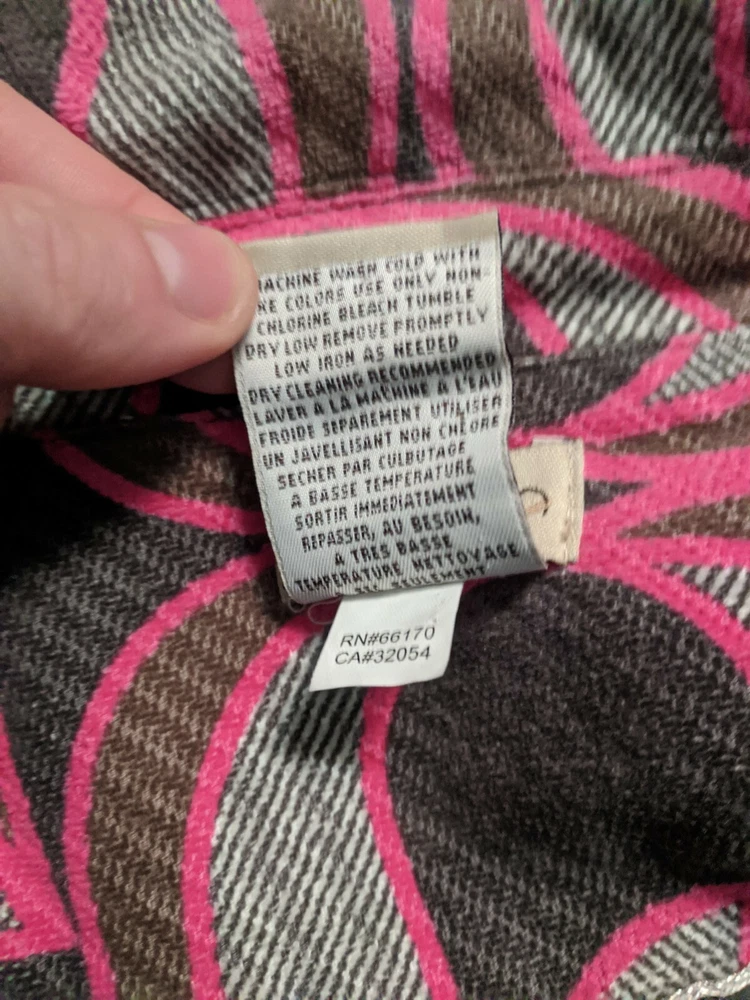 MACHINE WASH COLD WITH
KE COLORS USE ONLY NON-
CHLORINE BLEACH TUMBLE
DRY LOW REMOVE PROMPTLY
LOW IRON AS NEEDED
DRY CLEANING RECOMMENDED
LAVER A LA MACHINE A L'EAU
FROIDE SEPAREMENT UTILISER
UN JAVELLISANT NON CHLORE
SECHER PAR CULBUTAGE
A BASSE TEMPERATURE
SORTIR IMMEDIATEMENT
REPASSER, AU BESOIN,
A TRES BASSE
TEMPERATURE NETTOYAGE
SEULEMENT
RN#66170
CA#32054